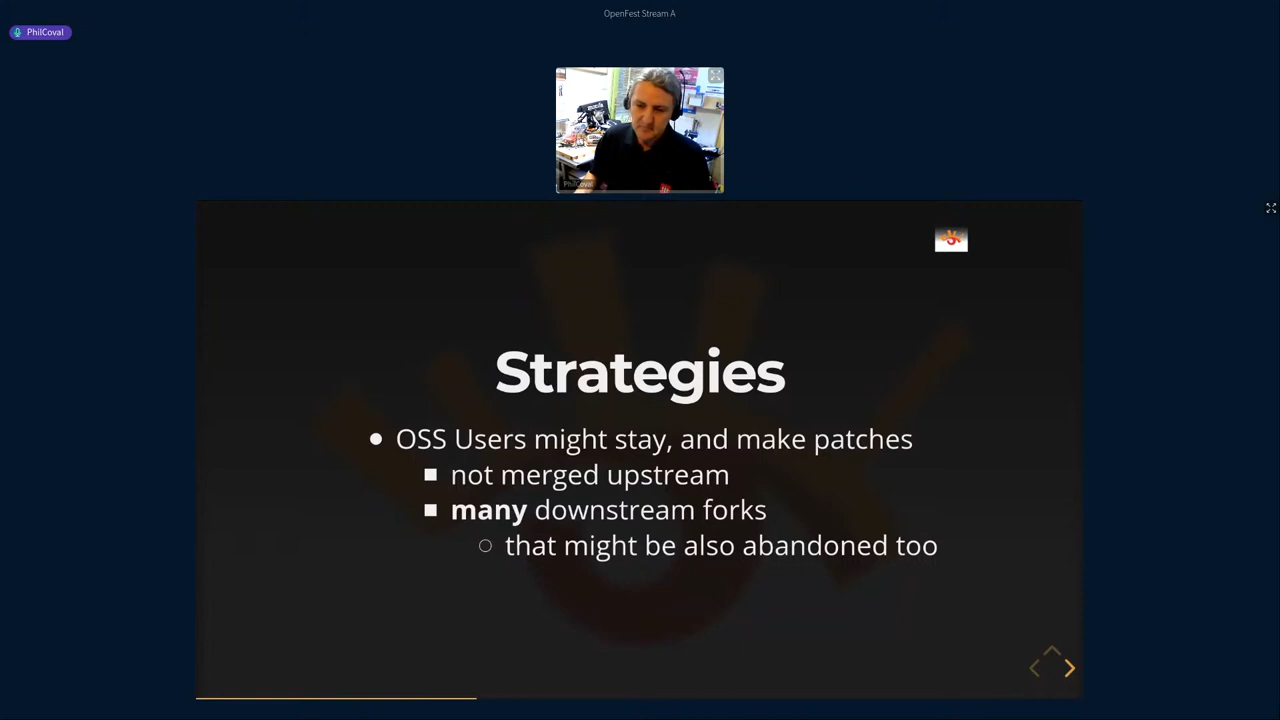 OpenFest Stream A
PhilCoval
PhilCoval
Strategies
OSS Users might stay, and make patches
not merged upstream
many downstream forks
that might be also abandoned too